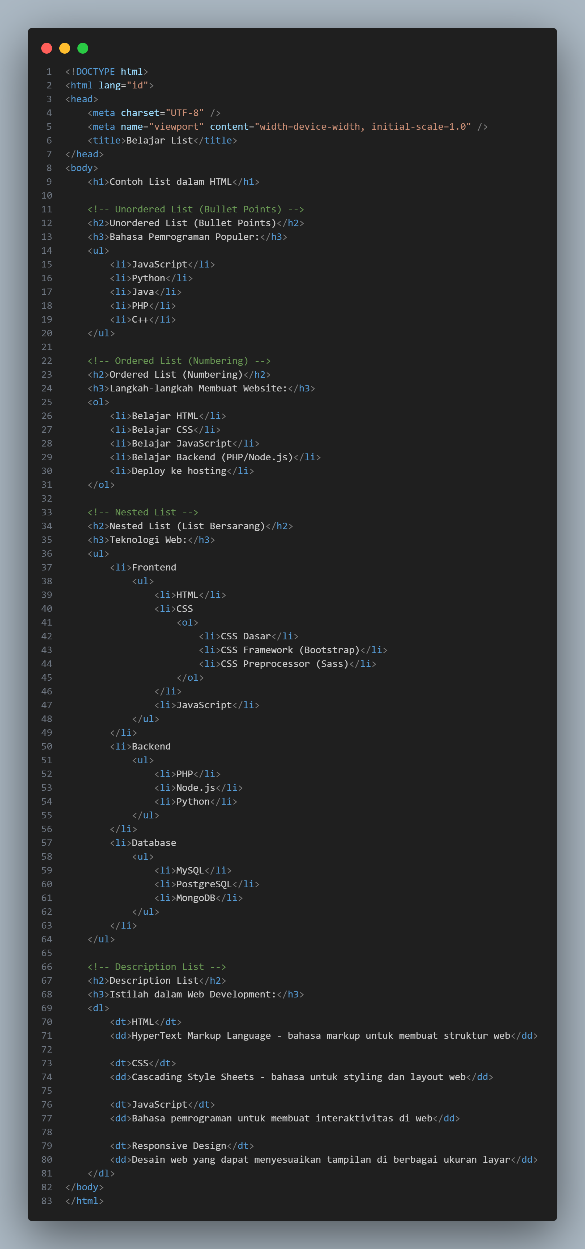 1 <!DOCTYPE html>
2 <html lang="id">
3 <head>
4     <meta charset="UTF-8" />
5     <meta name="viewport" content="width=device-width, initial-scale=1.0" />
6     <title>Belajar List</title>
7 </head>
8 <body>
9     <h1>Contoh List dalam HTML</h1>
10
11     <!-- Unordered List (Bullet Points) -->
12     <h2>Unordered List (Bullet Points)</h2>
13     <h3>Bahasa Pemrograman Populer:</h3>
14     <ul>
15         <li>JavaScript</li>
16         <li>Python</li>
17         <li>Java</li>
18         <li>PHP</li>
19         <li>C++</li>
20     </ul>
21
22     <!-- Ordered List (Numbering) -->
23     <h2>Ordered List (Numbering)</h2>
24     <h3>Langkah-langkah Membuat Website:</h3>
25     <ol>
26         <li>Belajar HTML</li>
27         <li>Belajar CSS</li>
28         <li>Belajar JavaScript</li>
29         <li>Belajar Backend (PHP/Node.js)</li>
30         <li>Deploy ke hosting</li>
31     </ol>
32
33     <!-- Nested List -->
34     <h2>Nested List (List Bersarang)</h2>
35     <h3>Teknologi Web:</h3>
36     <ul>
37         <li>Frontend
38             <ul>
39                 <li>HTML</li>
40                 <li>CSS
41                     <ol>
42                         <li>CSS Dasar</li>
43                         <li>CSS Framework (Bootstrap)</li>
44                         <li>CSS Preprocessor (Sass)</li>
45                     </ol>
46                 </li>
47                 <li>JavaScript</li>
48             </ul>
49         </li>
50         <li>Backend
51             <ul>
52                 <li>PHP</li>
53                 <li>Node.js</li>
54                 <li>Python</li>
55             </ul>
56         </li>
57         <li>Database
58             <ul>
59                 <li>MySQL</li>
60                 <li>PostgreSQL</li>
61                 <li>MongoDB</li>
62             </ul>
63         </li>
64     </ul>
65
66     <!-- Description List -->
67     <h2>Description List</h2>
68     <h3>Istilah dalam Web Development:</h3>
69     <dl>
70         <dt>HTML</dt>
71         <dd>HyperText Markup Language - bahasa markup untuk membuat struktur web</dd>
72
73         <dt>CSS</dt>
74         <dd>Cascading Style Sheets - bahasa untuk styling dan layout web</dd>
75
76         <dt>JavaScript</dt>
77         <dd>Bahasa pemrograman untuk membuat interaktivitas di web</dd>
78
79         <dt>Responsive Design</dt>
80         <dd>Desain web yang dapat menyesuaikan tampilan di berbagai ukuran layar</dd>
81     </dl>
82 </body>
83 </html>